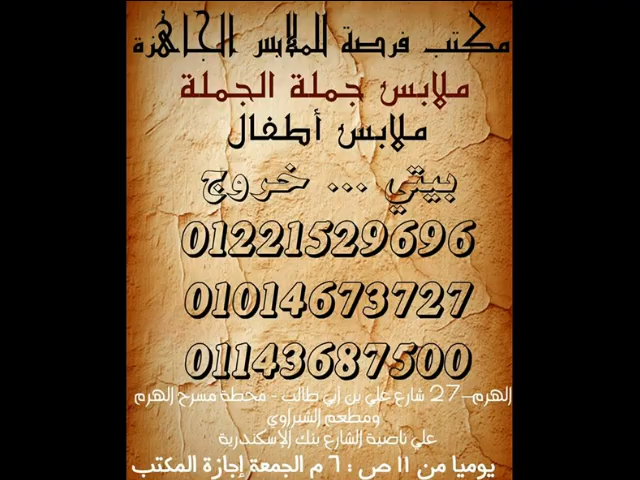 مكتب فرصة للملابس الجاهزة
ملابس جملة الجملة
ملابس أطفال
بيتي ... خروج
01221529696
01014673727
01143687500
الهرم-27 شارع علي بن ابي طالب - محطة مسرح الهرم
ومطعم الشبراوي
علي ناصية الشارع بنك الإسكندرية
يوميا من ١١ ص : ٦ م الجمعة إجازة المكتب